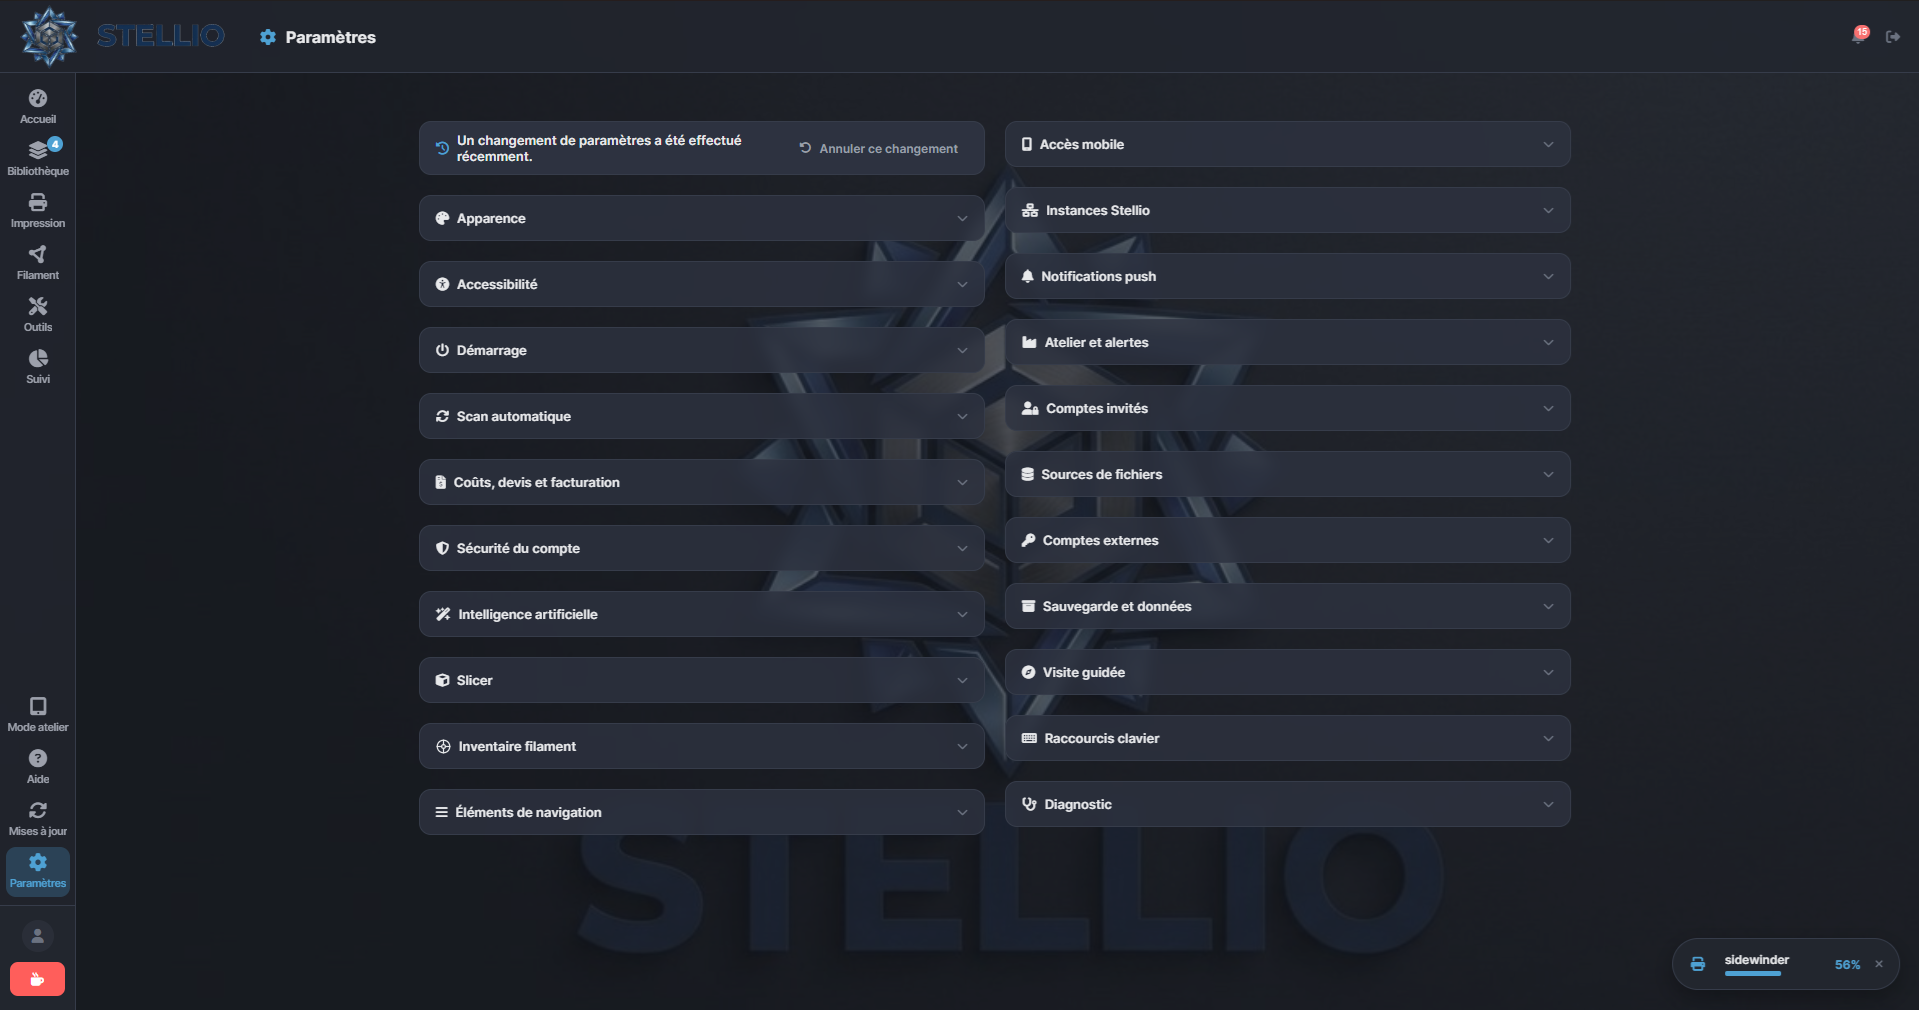 STELLIO
Paramètres
15
Accueil
4
Bibliothèque
Impression
Filament
Outils
Suivi
Mode atelier
Aide
Mises à jour
Paramètres
Un changement de paramètres a été effectué
récemment.
Annuler ce changement
Apparence
Accessibilité
Démarrage
Scan automatique
Coûts, devis et facturation
Sécurité du compte
Intelligence artificielle
Slicer
Inventaire filament
Éléments de navigation
Accès mobile
Instances Stellio
Notifications push
Atelier et alertes
Comptes invités
Sources de fichiers
Comptes externes
Sauvegarde et données
Visite guidée
Raccourcis clavier
Diagnostic
STELLIO
sidewinder
56%